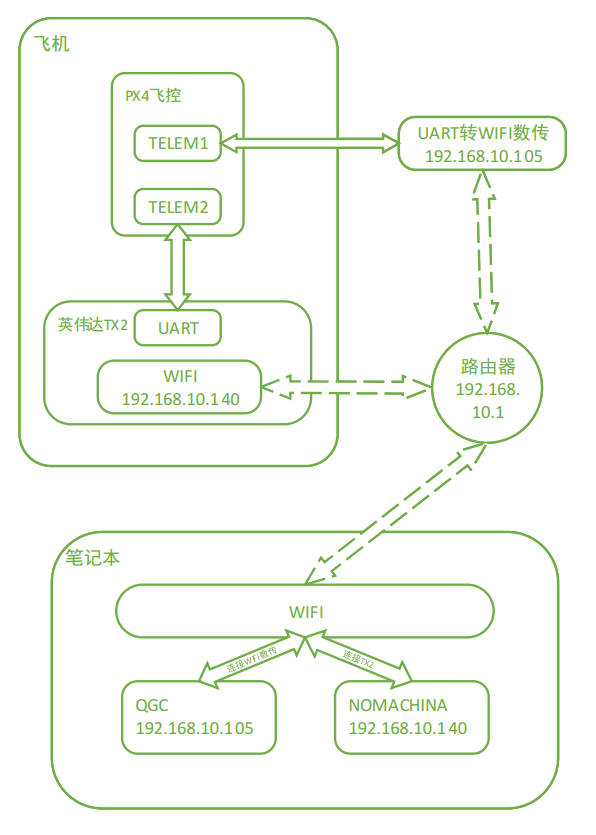 飞机
PX4飞控
TELEM1
TELEM2
UART转WIFI数传
192.168.10.105
英伟达TX2
UART
WIFI
192.168.10.140
路由器
192.168.
10.1
笔记本
WIFI
连接WIFI数传
连接TX2
QGC
192.168.10.105
NOMACHINA
192.168.10.140